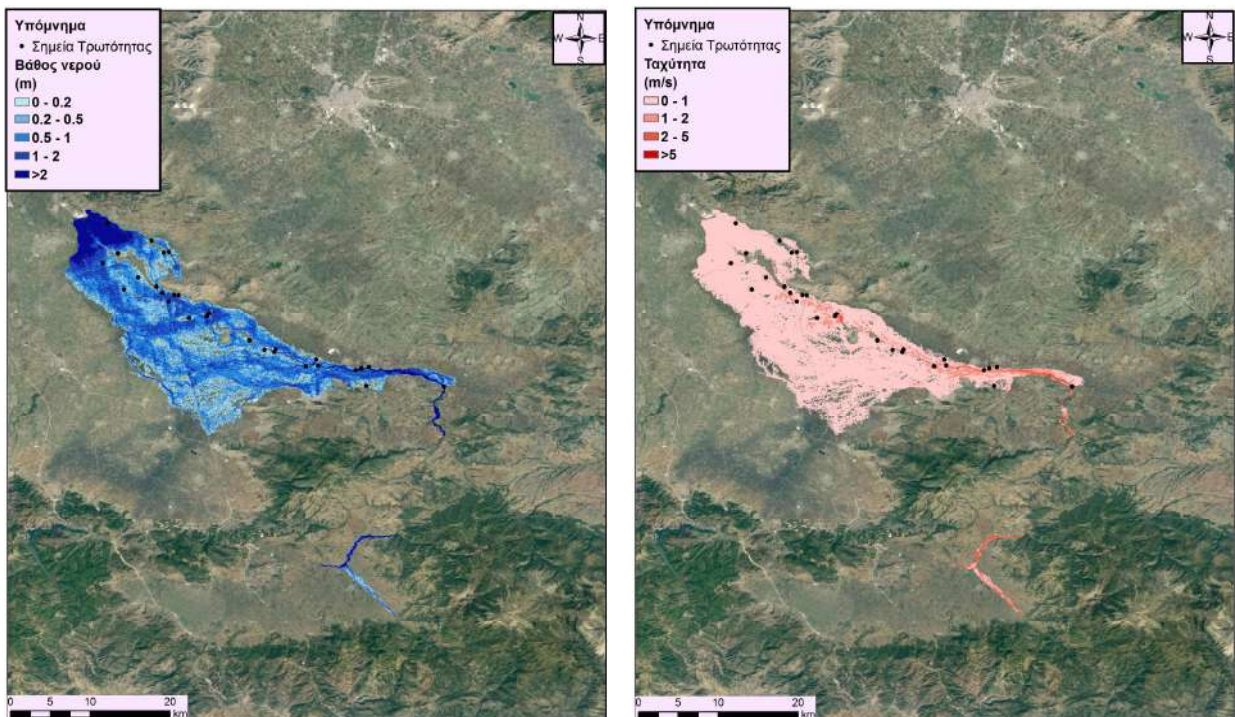 Υπόμνημα
• Σημεία Τρωτότητας
Βάθος νερού
(m)
0 - 0.2
0.2 - 0.5
0.5 - 1
1 - 2
>2
N
W E
S
0 5 10 20
km
Υπόμνημα
• Σημεία Τρωτότητας
Ταχύτητα
(m/s)
0 - 1
1 - 2
2 - 5
>5
N
W E
S
0 5 10 20
km